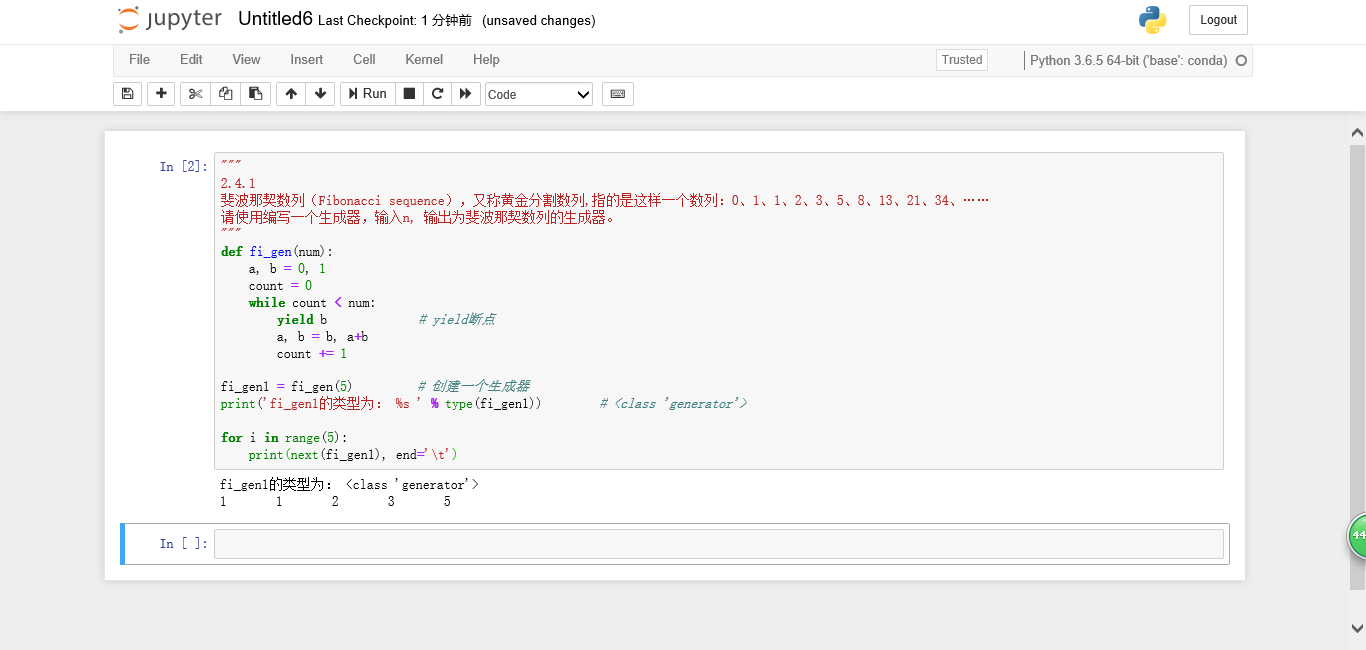 jupyter Untitled6 Last Checkpoint: 1 分钟前 (unsaved changes) Logout
File Edit View Insert Cell Kernel Help Trusted Python 3.6.5 64-bit ('base': conda)
Run Code
In [2]:
"""
2.4.1
斐波那契数列（Fibonacci sequence），又称黄金分割数列,指的是这样一个数列：0、1、1、2、3、5、8、13、21、34、……
请使用编写一个生成器，输入n, 输出为斐波那契数列的生成器。
"""
def fi_gen(num):
    a, b = 0, 1
    count = 0
    while count < num:
        yield b             # yield断点
        a, b = b, a+b
        count += 1
fi_gen1 = fi_gen(5)         # 创建一个生成器
print('fi_gen1的类型为： %s ' % type(fi_gen1))        # <class 'generator'>
for i in range(5):
    print(next(fi_gen1), end='\t')
fi_gen1的类型为： <class 'generator'>
1 1 2 3 5
In [ ]:
44